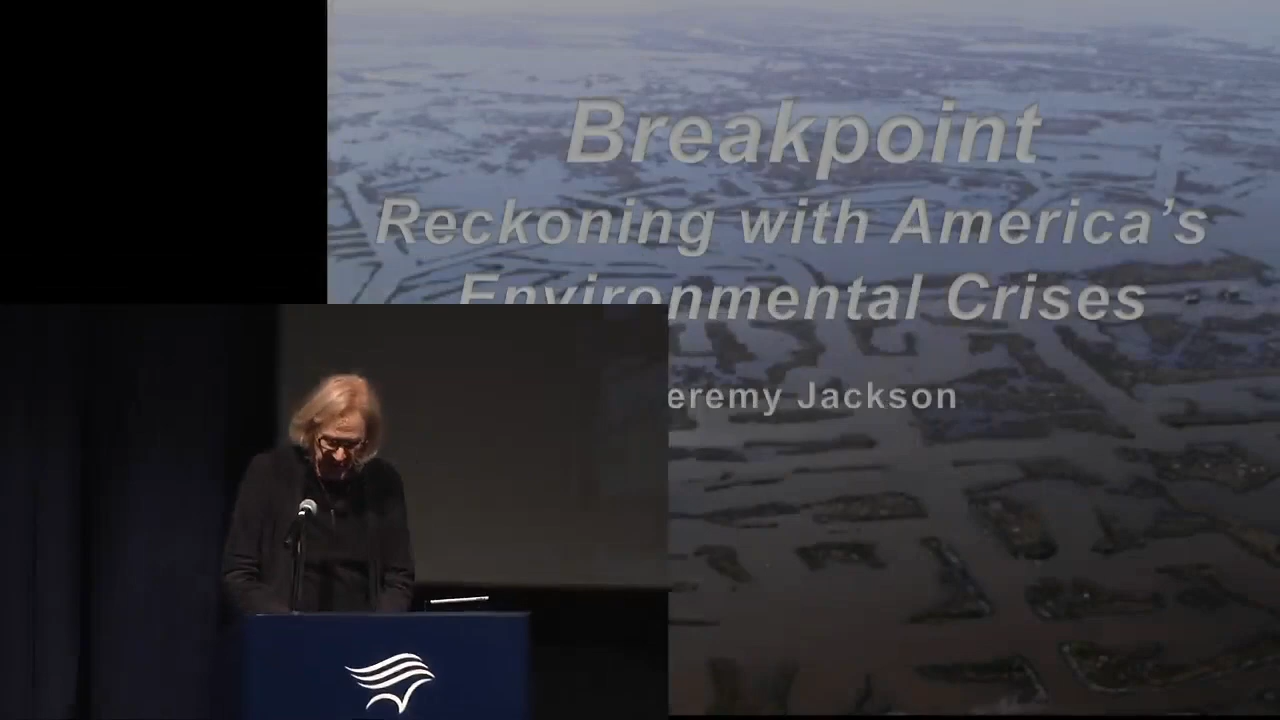 Breakpoint
Reckoning with America’s
Environmental Crises
eremy Jackson